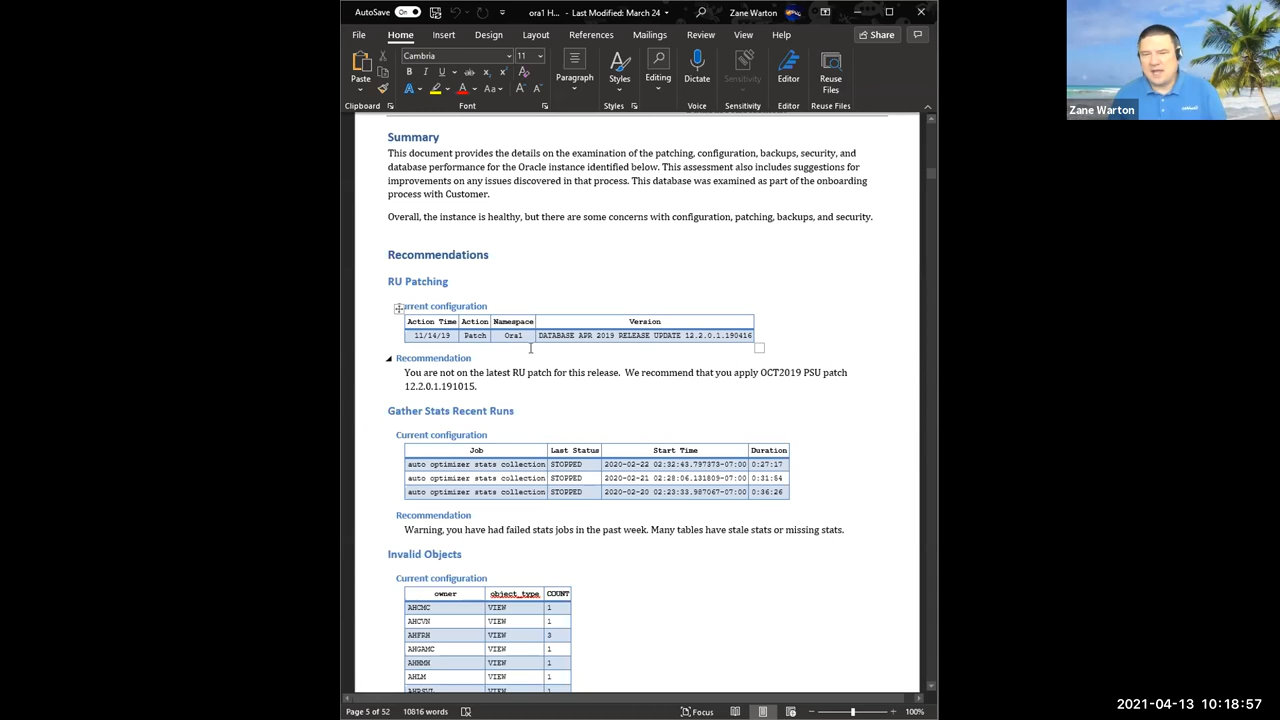 AutoSave
On
ora1 H... - Last Modified: March 24
Zane Warton
File Home Insert Design Layout References Mailings Review View Help
Share
Cambria 11
Paste
Paragraph
Styles
Editing
Dictate
Sensitivity
Editor
Reuse
Files
Clipboard Font Styles Voice Sensitivity Editor Reuse Files
Zane Warton
Summary
This document provides the details on the examination of the patching, configuration, backups, security, and
database performance for the Oracle instance identified below. This assessment also includes suggestions for
improvements on any issues discovered in that process. This database was examined as part of the onboarding
process with Customer.
Overall, the instance is healthy, but there are some concerns with configuration, patching, backups, and security.
Recommendations
RU Patching
urrent configuration
Action Time Action Namespace Version
11/14/19 Patch Ora1 DATABASE APR 2019 RELEASE UPDATE 12.2.0.1.190416
Recommendation
You are not on the latest RU patch for this release. We recommend that you apply OCT2019 PSU patch
12.2.0.1.191015.
Gather Stats Recent Runs
Current configuration
Job Last Status Start Time Duration
auto optimizer stats collection STOPPED 2020-02-22 02:32:43.797373-07:00 0:27:17
auto optimizer stats collection STOPPED 2020-02-21 02:28:06.131809-07:00 0:31:54
auto optimizer stats collection STOPPED 2020-02-20 02:23:33.987067-07:00 0:36:26
Recommendation
Warning, you have had failed stats jobs in the past week. Many tables have stale stats or missing stats.
Invalid Objects
Current configuration
owner object_type COUNT
AHCMC VIEW 1
AHCVN VIEW 1
AHFRH VIEW 3
AHGAMC VIEW 1
AHHMH VIEW 1
AHLM VIEW 1
Page 5 of 52 10816 words
Focus
100%
2021-04-13 10:18:57